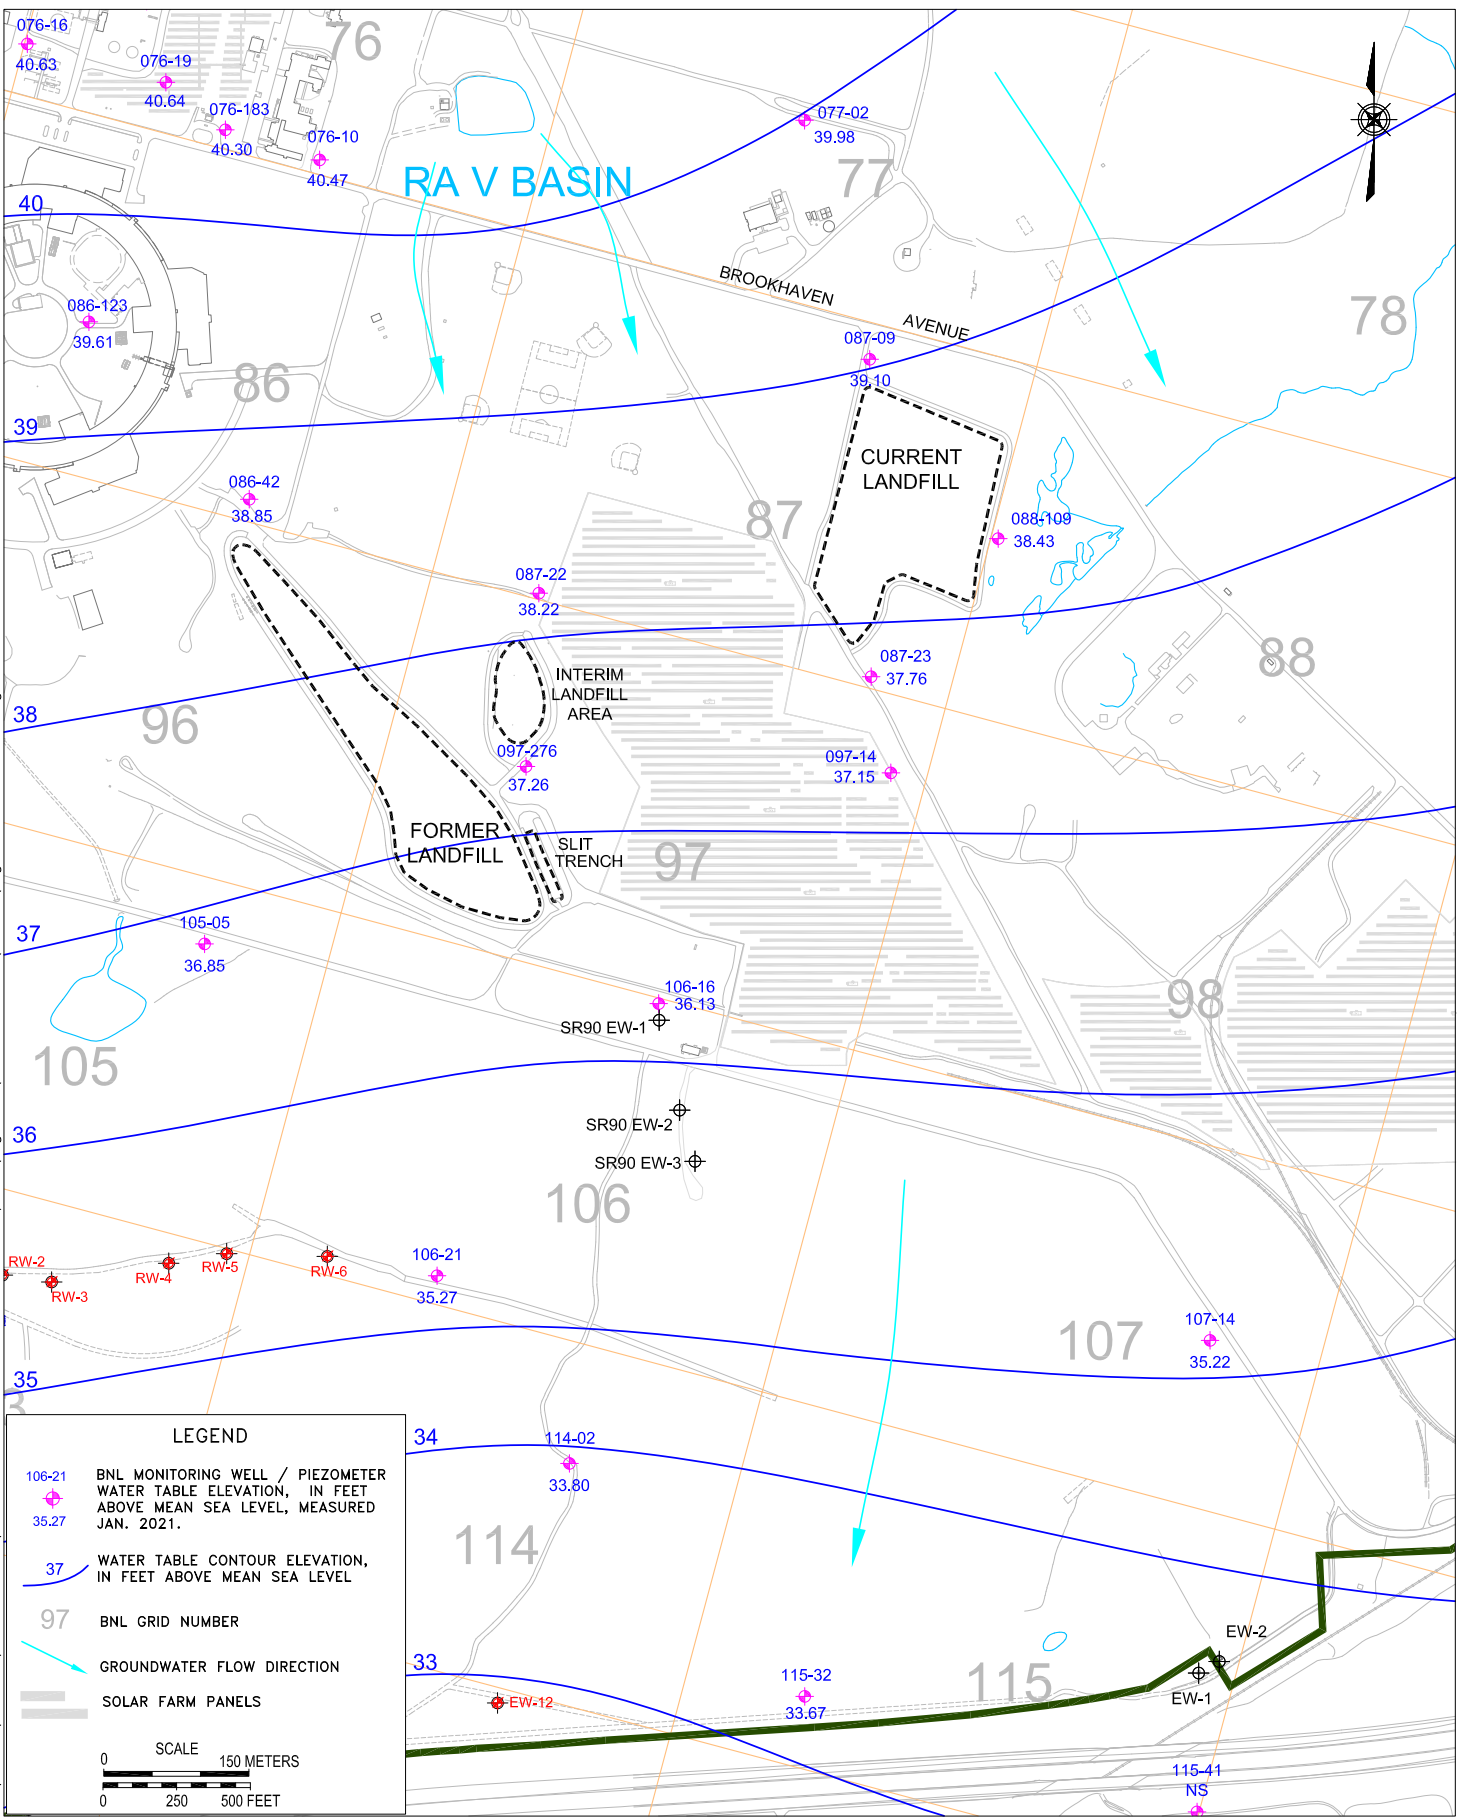 076-16
40.63
76
076-19
40.64
076-183
40.30
076-10
40.47
077-02
39.98
RA V BASIN
77
40
BROOKHAVEN
AVENUE
78
086-123
39.61
087-09
39.10
86
39
CURRENT
LANDFILL
086-42
38.85
87
088-109
38.43
087-22
38.22
087-23
37.76
88
INTERIM
LANDFILL
AREA
38
96
097-276
37.26
097-14
37.15
FORMER
LANDFILL
SLIT
TRENCH
97
37
105-05
36.85
106-16
36.13
98
SR90 EW-1
105
SR90 EW-2
36
SR90 EW-3
106
RW-2
RW-3
RW-4
RW-5
RW-6
106-21
35.27
107
107-14
35.22
35
34
114-02
33.80
114
33
EW-12
115-32
33.67
115
EW-2
EW-1
115-41
NS
LEGEND
106-21
35.27
BNL MONITORING WELL / PIEZOMETER
WATER TABLE ELEVATION, IN FEET
ABOVE MEAN SEA LEVEL, MEASURED
JAN. 2021.
37
WATER TABLE CONTOUR ELEVATION,
IN FEET ABOVE MEAN SEA LEVEL
97 BNL GRID NUMBER
GROUNDWATER FLOW DIRECTION
SOLAR FARM PANELS
SCALE
0 150 METERS
0 250 500 FEET